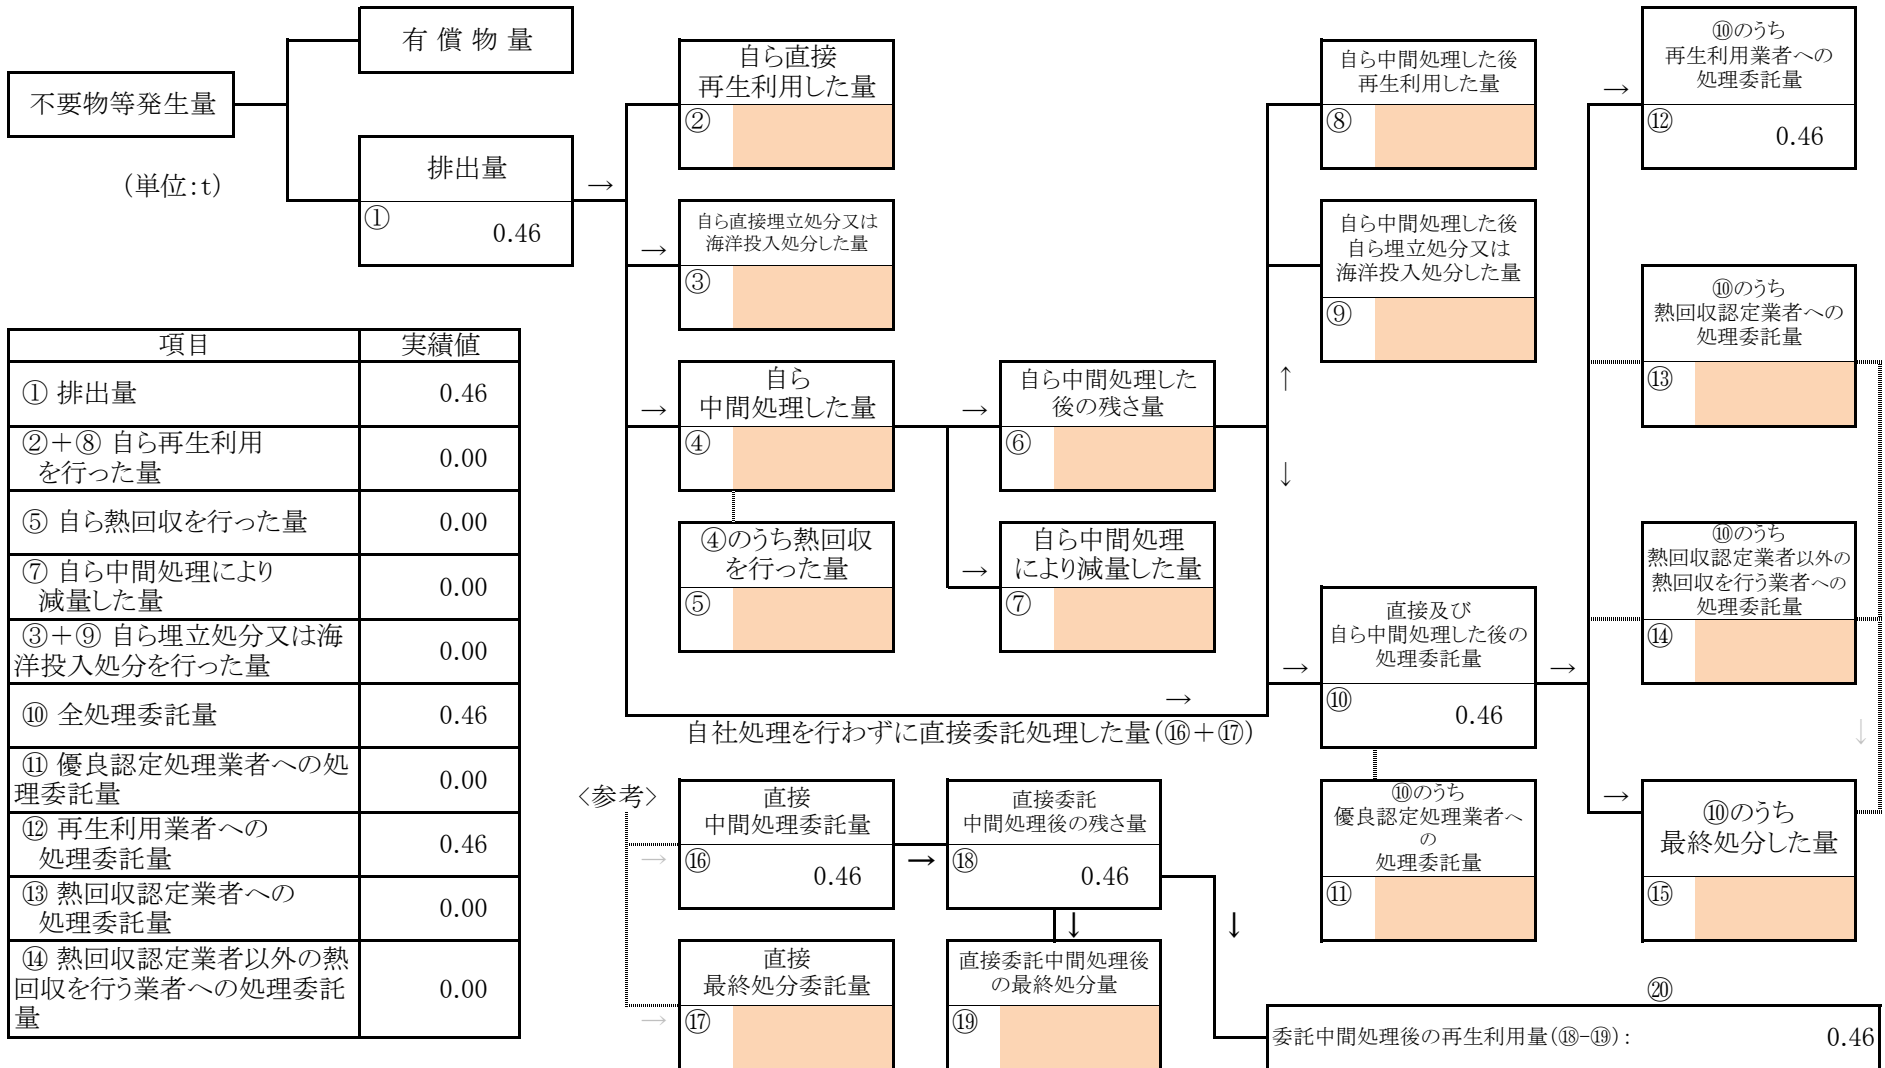 不要物等発生量
(単位:t)
有 償 物 量
排出量
①
0.46
→
自ら直接
再生利用した量
②
→
自ら直接埋立処分又は
海洋投入処分した量
③
→
自ら
中間処理した量
④
④のうち熱回収
を行った量
⑤
→
自ら中間処理した
後の残さ量
⑥
→
自ら中間処理
により減量した量
⑦
→
自社処理を行わずに直接委託処理した量(⑯+⑰)
自ら中間処理した後
再生利用した量
⑧
自ら中間処理した後
自ら埋立処分又は
海洋投入処分した量
⑨
↑
↓
→
直接及び
自ら中間処理した後の
処理委託量
⑩
0.46
→
⑩のうち
優良認定処理業者へ
の
処理委託量
⑪
→
⑩のうち
再生利用業者への
処理委託量
⑫
0.46
⑩のうち
熱回収認定業者への
処理委託量
⑬
⑩のうち
熱回収認定業者以外の
熱回収を行う業者への
処理委託量
⑭
↓
→
⑩のうち
最終処分した量
⑮
項目 実績値
① 排出量 0.46
②+⑧ 自ら再生利用
を行った量 0.00
⑤ 自ら熱回収を行った量 0.00
⑦ 自ら中間処理により
減量した量 0.00
③+⑨ 自ら埋立処分又は海
洋投入処分を行った量 0.00
⑩ 全処理委託量 0.46
⑪ 優良認定処理業者への処
理委託量 0.00
⑫ 再生利用業者への
処理委託量 0.46
⑬ 熱回収認定業者への
処理委託量 0.00
⑭ 熱回収認定業者以外の熱
回収を行う業者への処理委託
量 0.00
<参考>
→
直接
中間処理委託量
⑯
0.46
→
直接委託
中間処理後の残さ量
⑱
0.46
↓
↓
→
直接
最終処分委託量
⑰
直接委託中間処理後
の最終処分量
⑲
⑳
委託中間処理後の再生利用量(⑱-⑲): 0.46